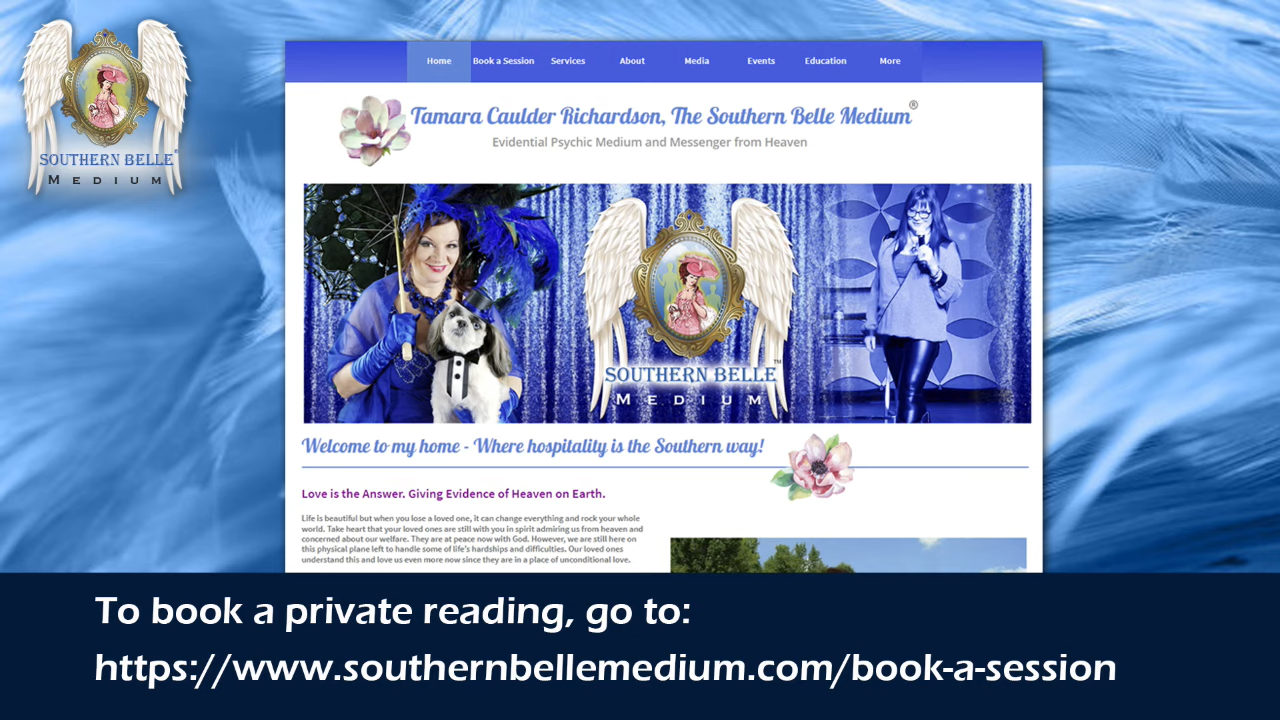 SOUTHERN BELLE®
MEDIUM
Home Book a Session Services About Media Events Education More
Tamara Caulder Richardson, The Southern Belle Medium®
Evidential Psychic Medium and Messenger from Heaven
SOUTHERN BELLE™
MEDIUM
Welcome to my home - Where hospitality is the Southern way!
Love is the Answer. Giving Evidence of Heaven on Earth.
Life is beautiful but when you lose a loved one, it can change everything and rock your whole
world. Take heart that your loved ones are still with you in spirit admiring us from heaven and
concerned about our welfare. They are at peace now with God. However, we are still here on
this physical plane left to handle some of life's hardships and difficulties. Our loved ones
understand this and love us even more now since they are in a place of unconditional love.
To book a private reading, go to:
https://www.southernbellemedium.com/book-a-session